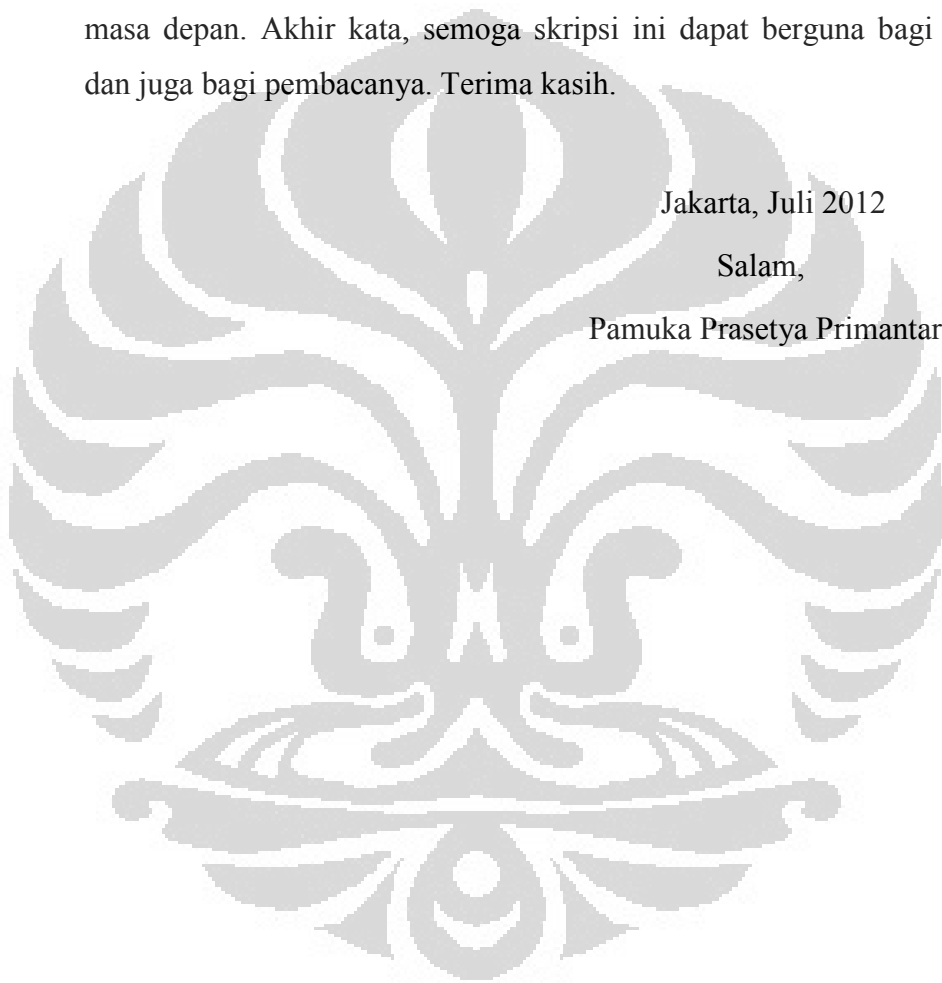 masa depan. Akhir kata, semoga skripsi ini dapat berguna bagi
dan juga bagi pembacanya. Terima kasih.
Jakarta, Juli 2012
Salam,
Pamuka Prasetya Primantar